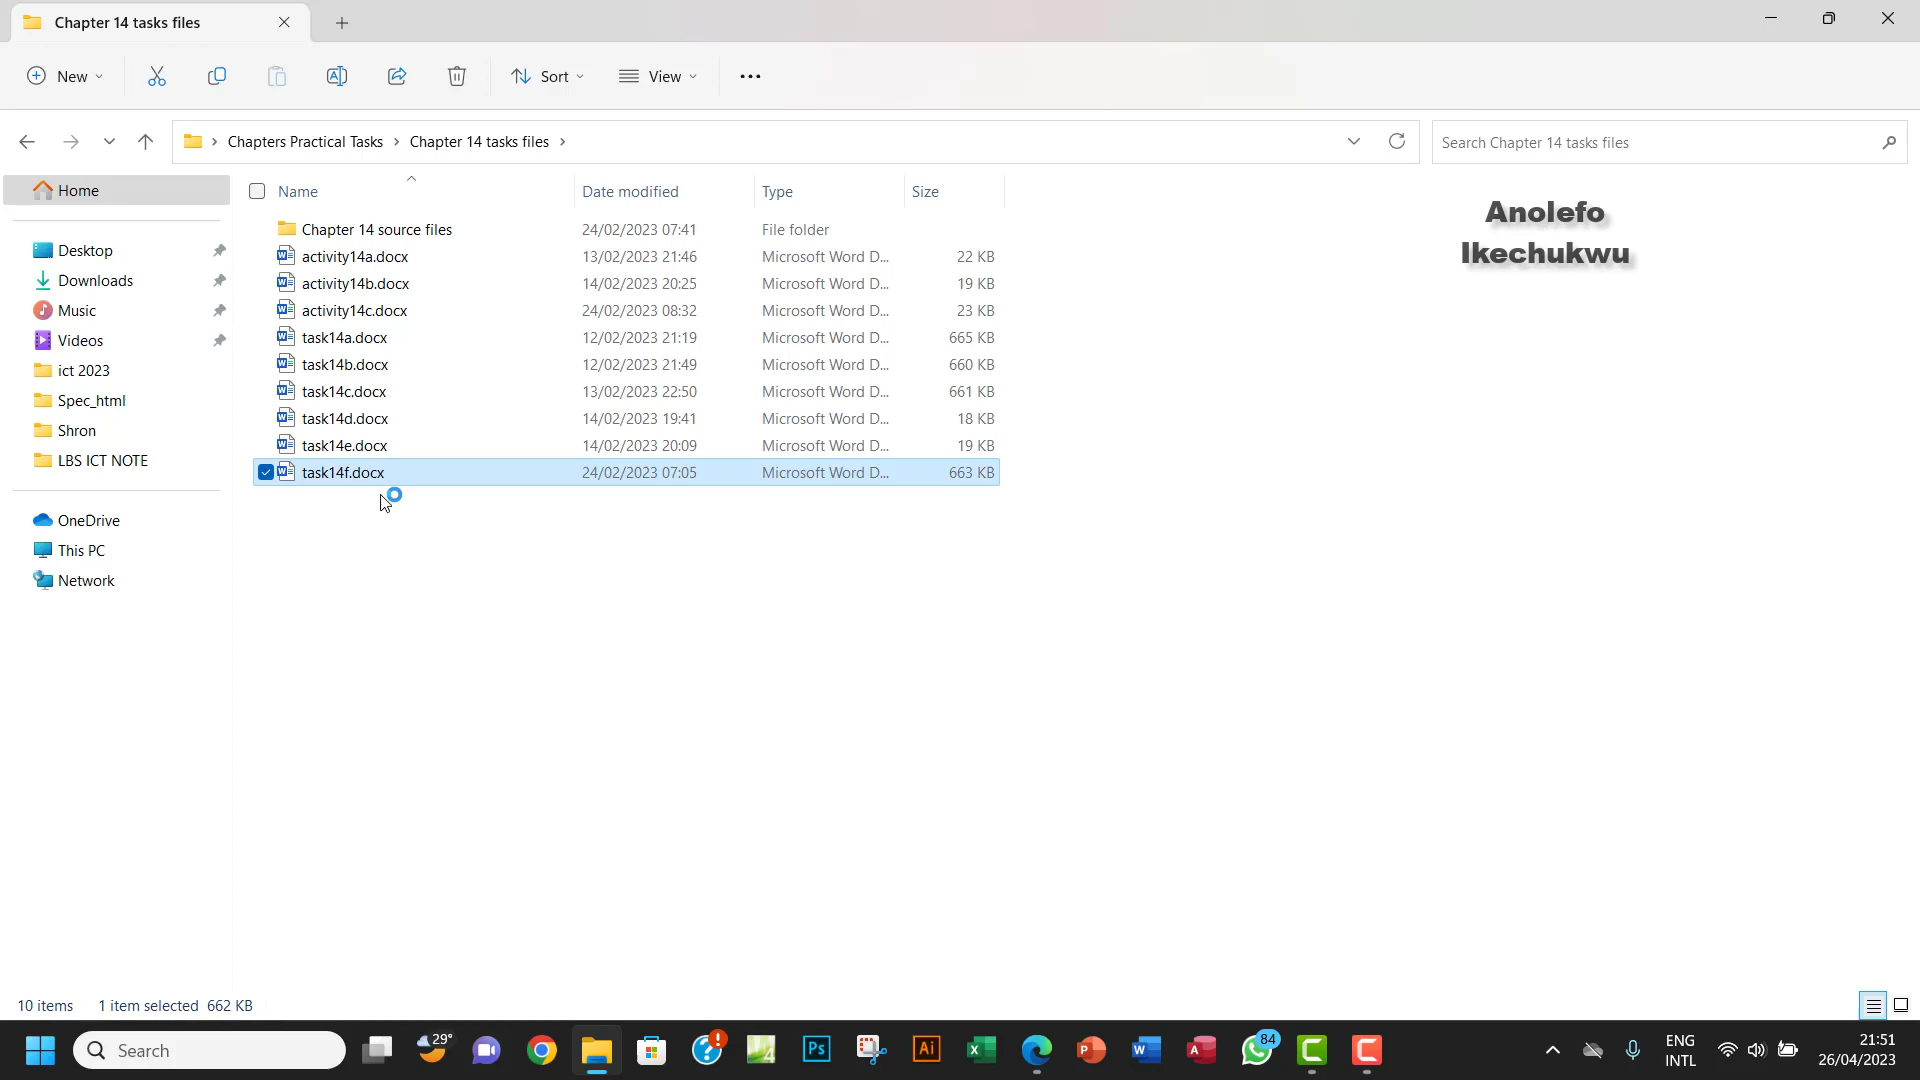 Chapter 14 tasks files
New
Sort
View
Chapters Practical Tasks
Chapter 14 tasks files
Search Chapter 14 tasks files
Home
Name
Date modified
Type
Size
Anolefo
Ikechukwu
Chapter 14 source files 24/02/2023 07:41 File folder
activity14a.docx 13/02/2023 21:46 Microsoft Word D... 22 KB
activity14b.docx 14/02/2023 20:25 Microsoft Word D... 19 KB
activity14c.docx 24/02/2023 08:32 Microsoft Word D... 23 KB
task14a.docx 12/02/2023 21:19 Microsoft Word D... 665 KB
task14b.docx 12/02/2023 21:49 Microsoft Word D... 660 KB
task14c.docx 13/02/2023 22:50 Microsoft Word D... 661 KB
task14d.docx 14/02/2023 19:41 Microsoft Word D... 18 KB
task14e.docx 14/02/2023 20:09 Microsoft Word D... 19 KB
task14f.docx 24/02/2023 07:05 Microsoft Word D... 663 KB
Desktop
Downloads
Music
Videos
ict 2023
Spec_html
Shron
LBS ICT NOTE
OneDrive
This PC
Network
10 items 1 item selected 662 KB
Search
29°
4
Ps
Ai
84
ENG
INTL
21:51
26/04/2023